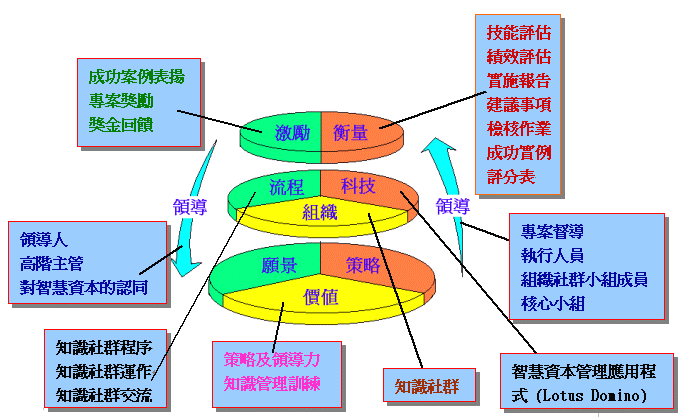 技能評估
績效評估
實施報告
建議事項
檢核作業
成功實例
評分表
成功案例表揚
專案獎勵
獎金回饋
激勵
衡量
流程
科技
組織
領導
領導
領導人
高階主管
對智慧資本的認同
專案督導
執行人員
組織社群小組成員
核心小組
願景
策略
價值
知識社群程序
知識社群運作
知識社群交流
策略及領導力
知識管理訓練
知識社群
智慧資本管理應用程
式 (Lotus Domino)